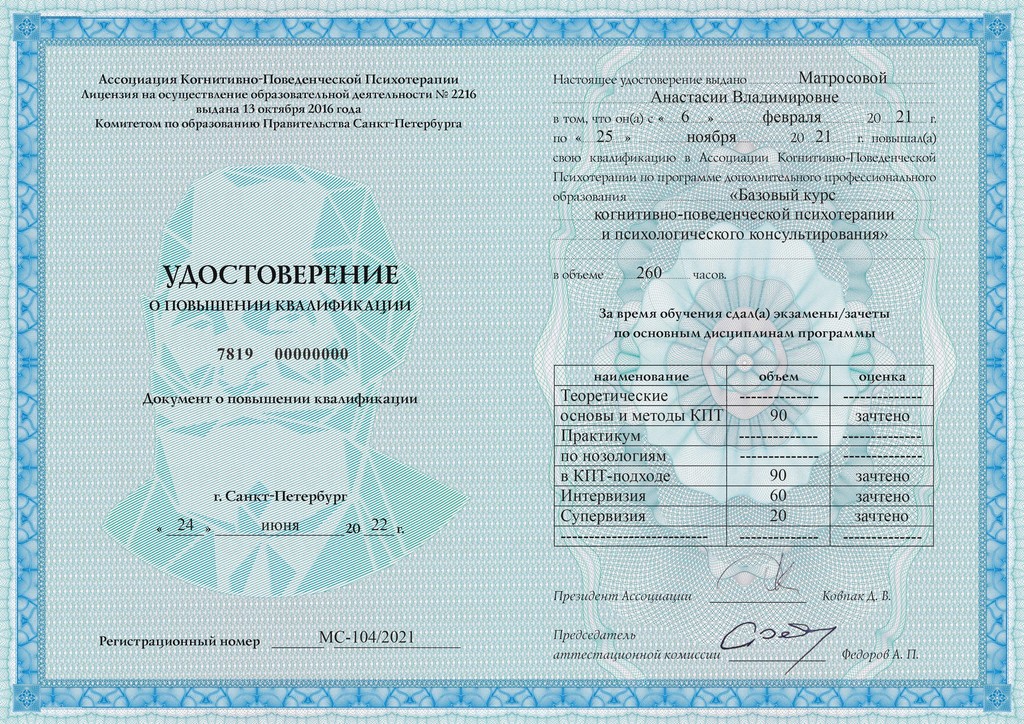 Ассоциация Когнитивно-Поведенческой Психотерапии
Лицензия на осуществление образовательной деятельности № 2216
выдана 13 октября 2016 года
Комитетом по образованию Правительства Санкт-Петербурга
УДОСТОВЕРЕНИЕ
О ПОВЫШЕНИИ КВАЛИФИКАЦИИ
7819 00000000
Документ о повышении квалификации
г. Санкт-Петербург
« 24 » июня 20 22 г.
Регистрационный номер МС-104/2021
Настоящее удостоверение выдано Матросовой
Анастасии Владимировне
в том, что он(а) с « 6 » февраля 20 21 г.
по « 25 » ноября 20 21 г. повышал(а)
свою квалификацию в Ассоциации Когнитивно-Поведенческой
Психотерапии по программе дополнительного профессионального
образования «Базовый курс
когнитивно-поведенческой психотерапии
и психологического консультирования»
в объеме 260 часов.
За время обучения сдал(а) экзамены/зачеты
по основным дисциплинам программы
наименование объем оценка
Теоретические -------------- --------------
основы и методы КПТ 90 зачтено
Практикум -------------- --------------
по нозологиям -------------- --------------
в КПТ-подходе 90 зачтено
Интервизия 60 зачтено
Супервизия 20 зачтено
-------------------------- -------------- --------------
Президент Ассоциации Ковпак Д. В.
Председатель
аттестационной комиссии Федоров А. П.